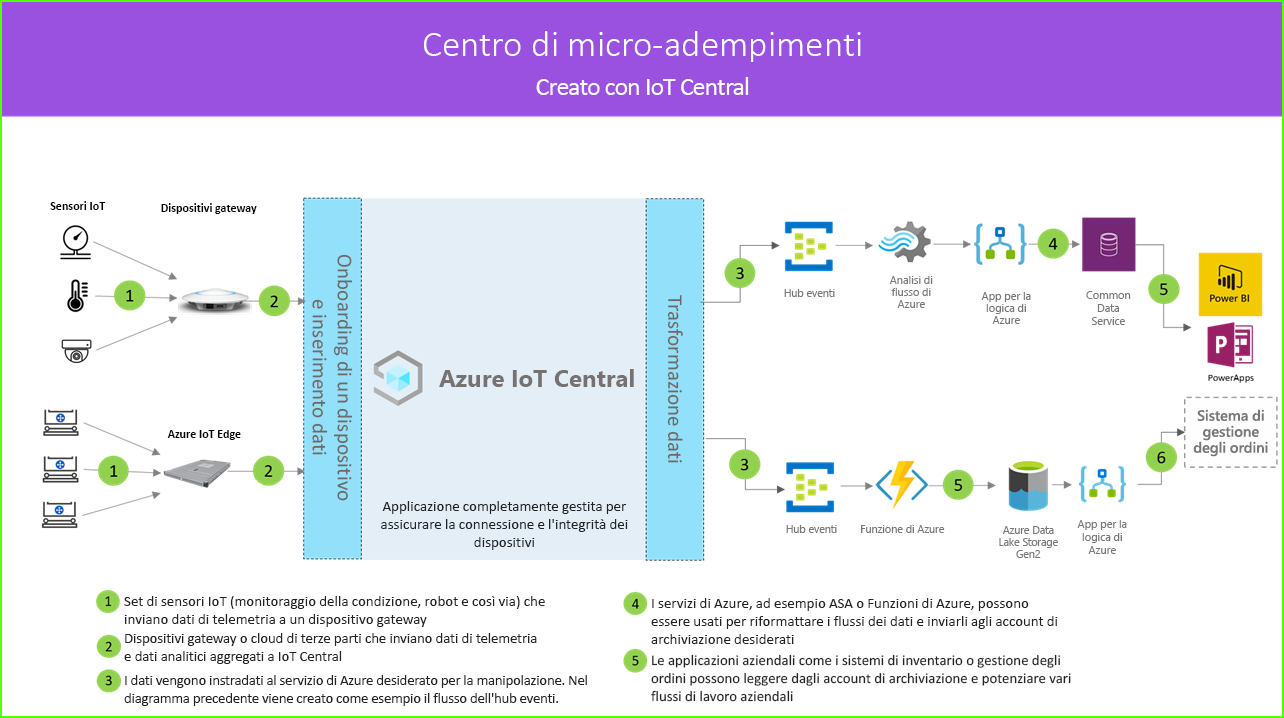 Centro di micro-adempimenti
Creato con IoT Central
Sensori IoT
Dispositivi gateway
1
2
Azure IoT Edge
1
2
Onboarding di un dispositivo
e inserimento dati
Azure IoT Central
Applicazione completamente gestita per
assicurare la connessione e l'integrità dei
dispositivi
Trasformazione dati
3
Hub eventi
Analisi di
flusso di
Azure
App per la
logica di
Azure
4
Common
Data
Service
5
Power BI
P
PowerApps
3
Hub eventi
Funzione di Azure
5
Azure Data
Lake Storage
Gen2
App per la
logica di
Azure
6
Sistema di
gestione
degli ordini
1 Set di sensori IoT (monitoraggio della condizione, robot e così via) che
inviano dati di telemetria a un dispositivo gateway
2 Dispositivi gateway o cloud di terze parti che inviano dati di telemetria
e dati analitici aggregati a IoT Central
3 I dati vengono instradati al servizio di Azure desiderato per la manipolazione. Nel
diagramma precedente viene creato come esempio il flusso dell'hub eventi.
4 I servizi di Azure, ad esempio ASA o Funzioni di Azure, possono
essere usati per riformattare i flussi dei dati e inviarli agli account di
archiviazione desiderati
5 Le applicazioni aziendali come i sistemi di inventario o gestione degli
ordini possono leggere dagli account di archiviazione e potenziare vari
flussi di lavoro aziendali